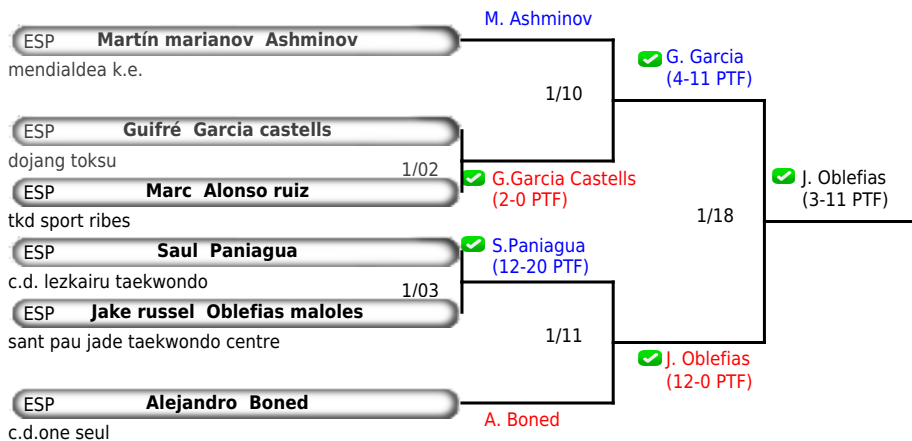 M. Ashminov
ESP Martín marianov Ashminov
mendialdea k.e.
G. Garcia
(4-11 PTF)
1/10
ESP Guifré Garcia castells
dojang toksu
1/02
G.Garcia Castells
(2-0 PTF)
ESP Marc Alonso ruiz
tkd sport ribes
J. Oblefias
(3-11 PTF)
1/18
ESP Saul Paniagua
c.d. lezkairu taekwondo
S.Paniagua
(12-20 PTF)
1/03
ESP Jake russel Oblefias maloles
sant pau jade taekwondo centre
1/11
J. Oblefias
(12-0 PTF)
ESP Alejandro Boned
c.d.one seul
A. Boned